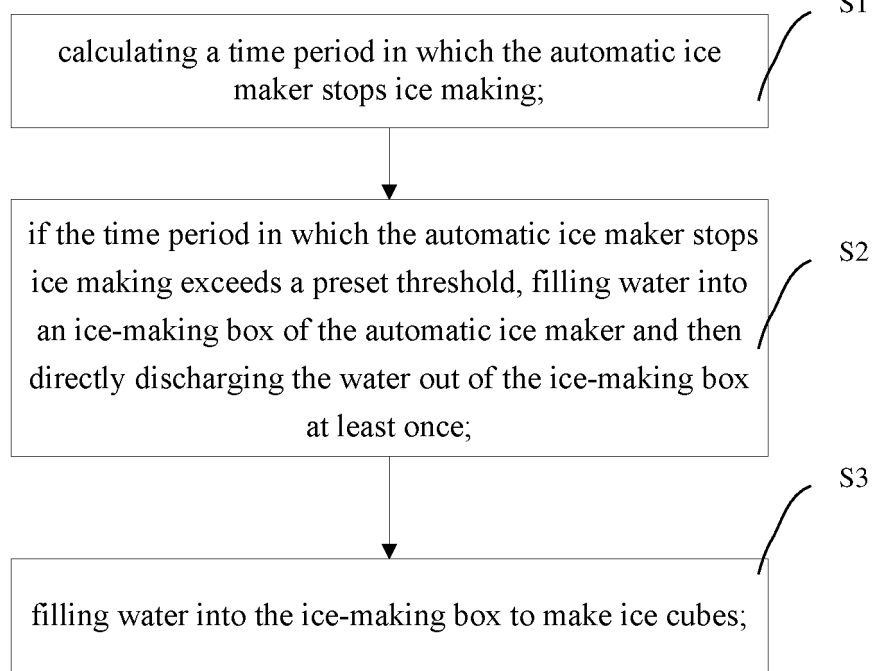 S1
calculating a time period in which the automatic ice
maker stops ice making;
if the time period in which the automatic ice maker stops
ice making exceeds a preset threshold, filling water into
an ice-making box of the automatic ice maker and then
directly discharging the water out of the ice-making box
at least once;
S2
S3
filling water into the ice-making box to make ice cubes;